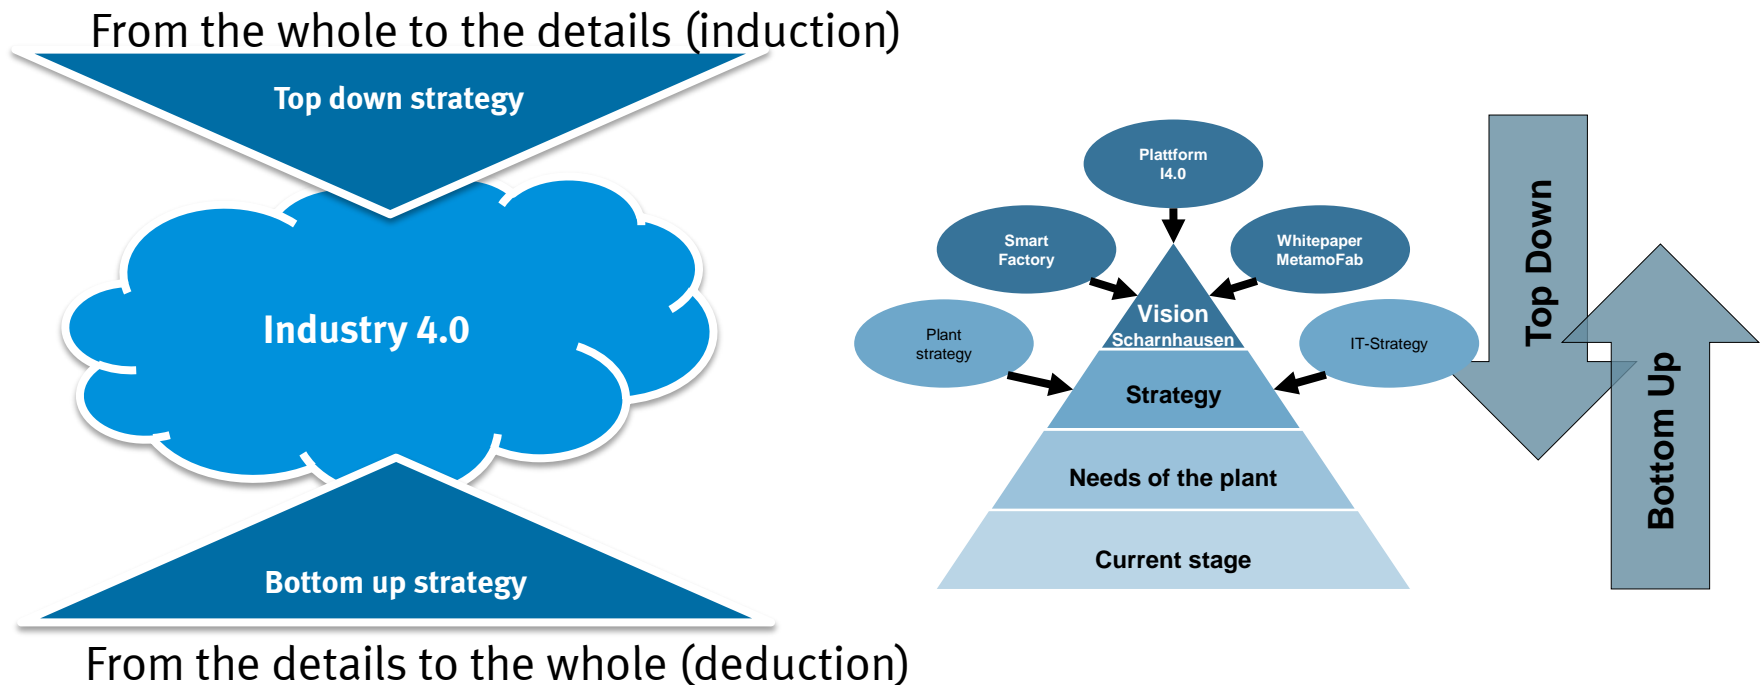 From the whole to the details (induction)
Top down strategy
Industry 4.0
Bottom up strategy
From the details to the whole (deduction)
Plattform
I4.0
Smart
Factory
Whitepaper
MetamoFab
Plant
strategy
IT-Strategy
Vision
Scharnhausen
Strategy
Needs of the plant
Current stage
Top Down
Bottom Up